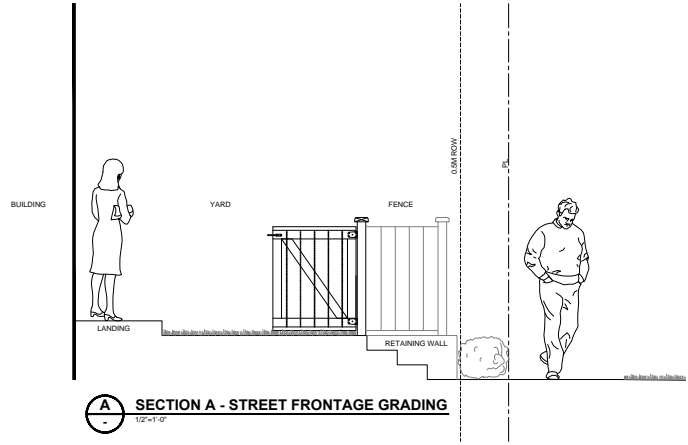 0.5M ROW
PL
BUILDING
YARD
FENCE
LANDING
RETAINING WALL
A
-
SECTION A - STREET FRONTAGE GRADING
1/2"=1'-0"